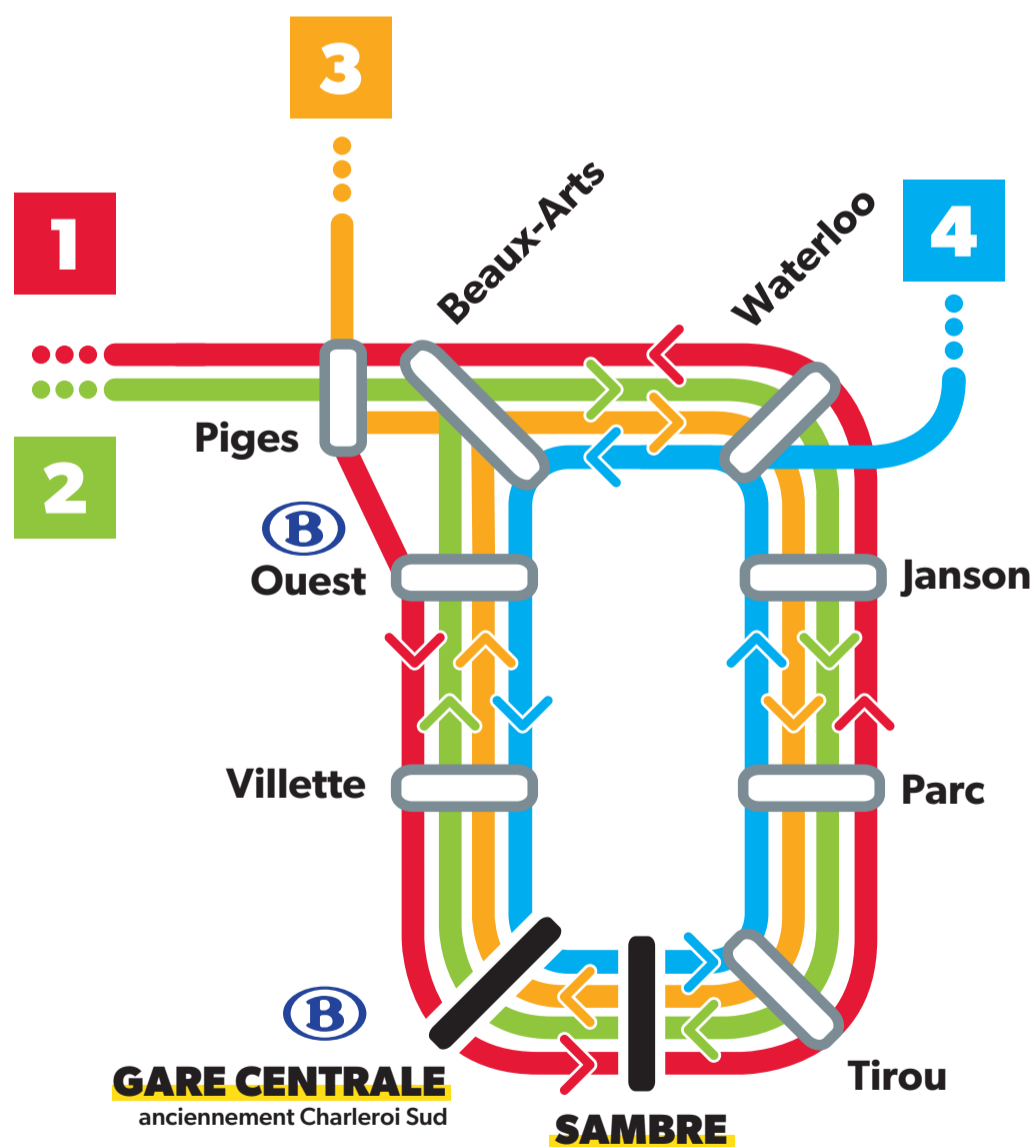 3
Beaux-Arts
Waterloo
1
4
Piges
2
B
Ouest
Janson
Villette
Parc
B
GARE CENTRALE
anciennement Charleroi Sud
Tirou
SAMBRE